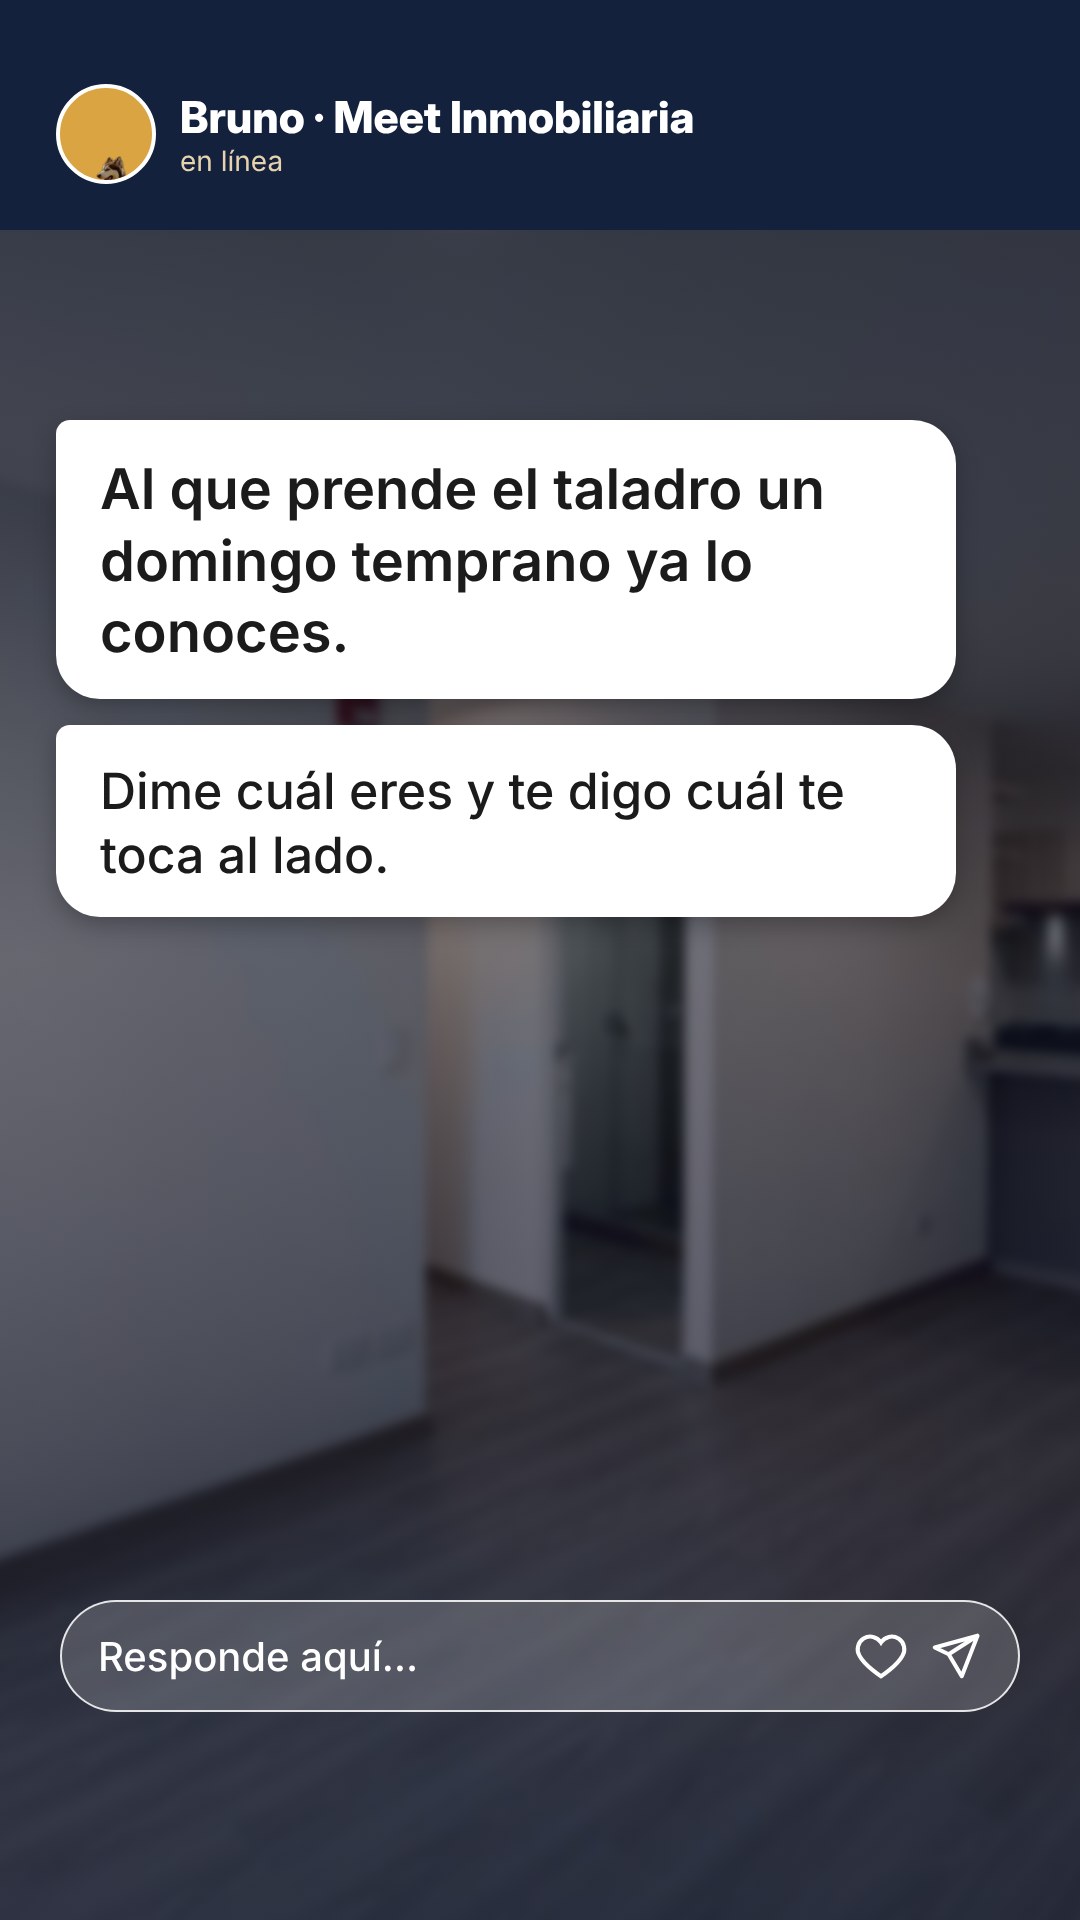 Bruno · Meet Inmobiliaria
en línea
Al que prende el taladro un
domingo temprano ya lo
conoces.
Dime cuál eres y te digo cuál te
toca al lado.
Responde aquí...